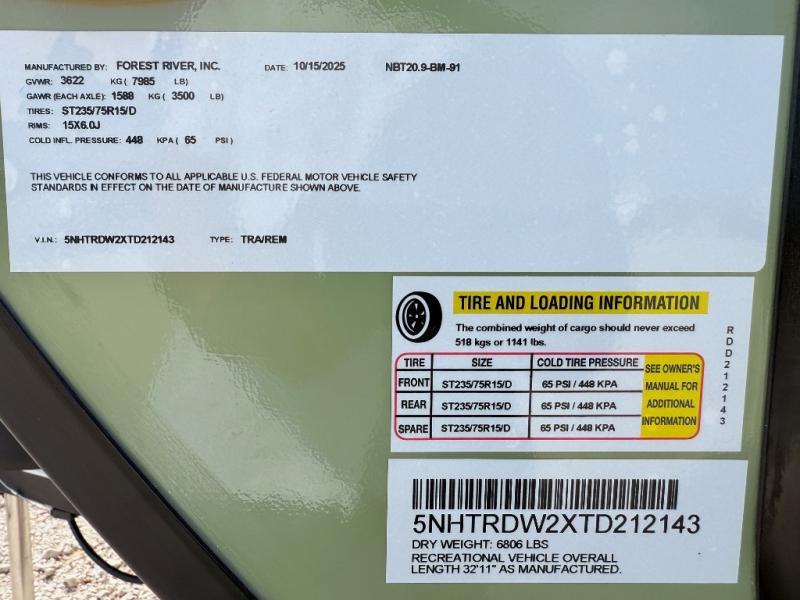 MANUFACTURED BY: FOREST RIVER, INC. DATE: 10/15/2025 NBT20.9-BM-91
GVWR: 3622 KG ( 7985 LB)
GAWR (EACH AXLE): 1588 KG ( 3500 LB)
TIRES: ST235/75R15/D
RIMS: 15X6.0J
COLD INFL. PRESSURE: 448 KPA ( 65 PSI )
THIS VEHICLE CONFORMS TO ALL APPLICABLE U.S. FEDERAL MOTOR VEHICLE SAFETY
STANDARDS IN EFFECT ON THE DATE OF MANUFACTURE SHOWN ABOVE.
V.I.N.: 5NHTRDW2XTD212143 TYPE: TRA/REM
TIRE AND LOADING INFORMATION
The combined weight of cargo should never exceed
518 kgs or 1141 lbs.
TIRE SIZE COLD TIRE PRESSURE
FRONT ST235/75R15/D 65 PSI / 448 KPA
REAR ST235/75R15/D 65 PSI / 448 KPA
SPARE ST235/75R15/D 65 PSI / 448 KPA
SEE OWNER'S
MANUAL FOR
ADDITIONAL
INFORMATION
RDD212143
5NHTRDW2XTD212143
DRY WEIGHT: 6806 LBS
RECREATIONAL VEHICLE OVERALL
LENGTH 32'11" AS MANUFACTURED.